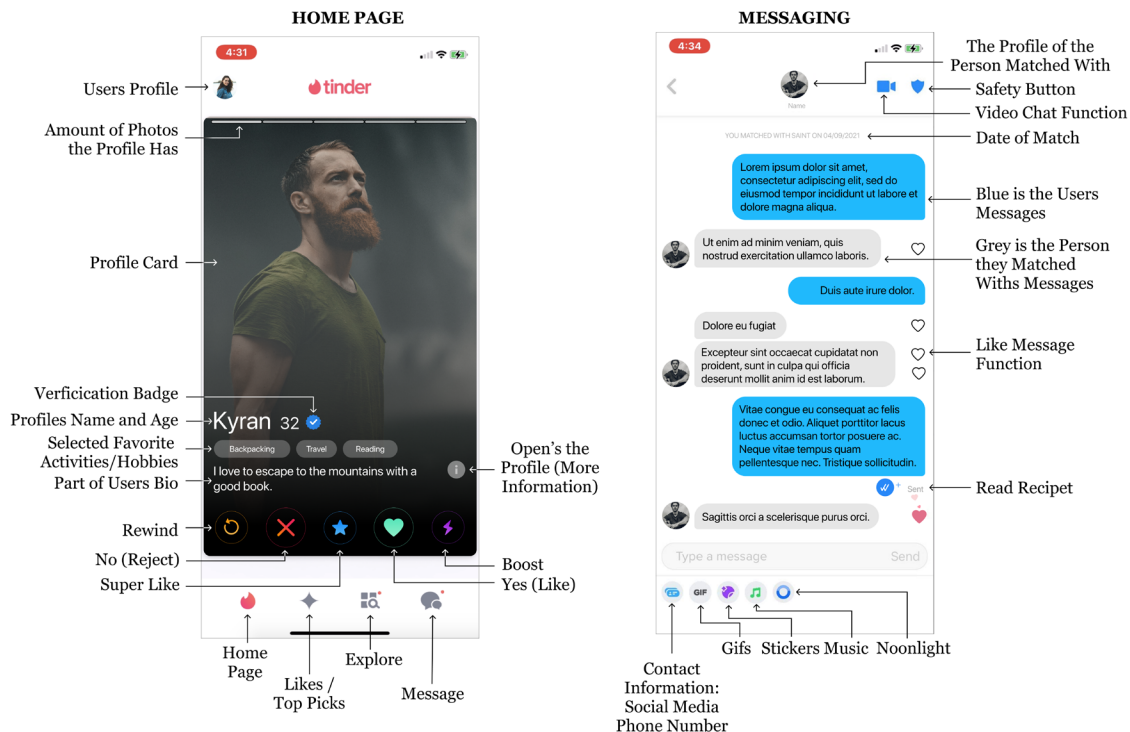 HOME PAGE
4:31
tinder
Users Profile
Amount of Photos
the Profile Has
Profile Card
Verficication Badge
Profiles Name and Age
Kyran 32
Selected Favorite
Activities/Hobbies
Backpacking
Travel
Reading
Part of Users Bio
I love to escape to the mountains with a
good book.
Open's the
Profile (More
Information)
Rewind
No (Reject)
Super Like
Boost
Yes (Like)
Home
Page
Likes /
Top Picks
Explore
Message
MESSAGING
4:34
The Profile of the
Person Matched With
Name
Safety Button
Video Chat Function
YOU MATCHED WITH SAINT ON 04/09/2021
Date of Match
Lorem ipsum dolor sit amet,
consectetur adipiscing elit, sed do
eiusmod tempor incididunt ut labore et
dolore magna aliqua.
Blue is the Users
Messages
Ut enim ad minim veniam, quis
nostrud exercitation ullamco laboris.
Grey is the Person
they Matched
Withs Messages
Duis aute irure dolor.
Dolore eu fugiat
Excepteur sint occaecat cupidatat non
proident, sunt in culpa qui officia
deserunt mollit anim id est laborum.
Like Message
Function
Vitae congue eu consequat ac felis
donec et odio. Aliquet porttitor lacus
luctus accumsan tortor posuere ac.
Neque vitae tempus quam
pellentesque nec. Tristique sollicitudin.
Sent
Read Recipet
Sagittis orci a scelerisque purus orci.
Type a message
Send
GIF
Contact
Information:
Social Media
Phone Number
Gifs
Stickers
Music
Noonlight